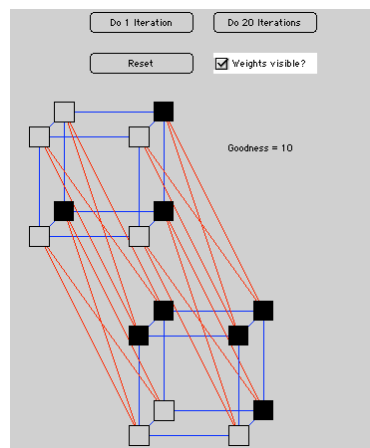 Do 1 Iteration
Do 20 Iterations
Reset
Weights visible?
Goodness = 10